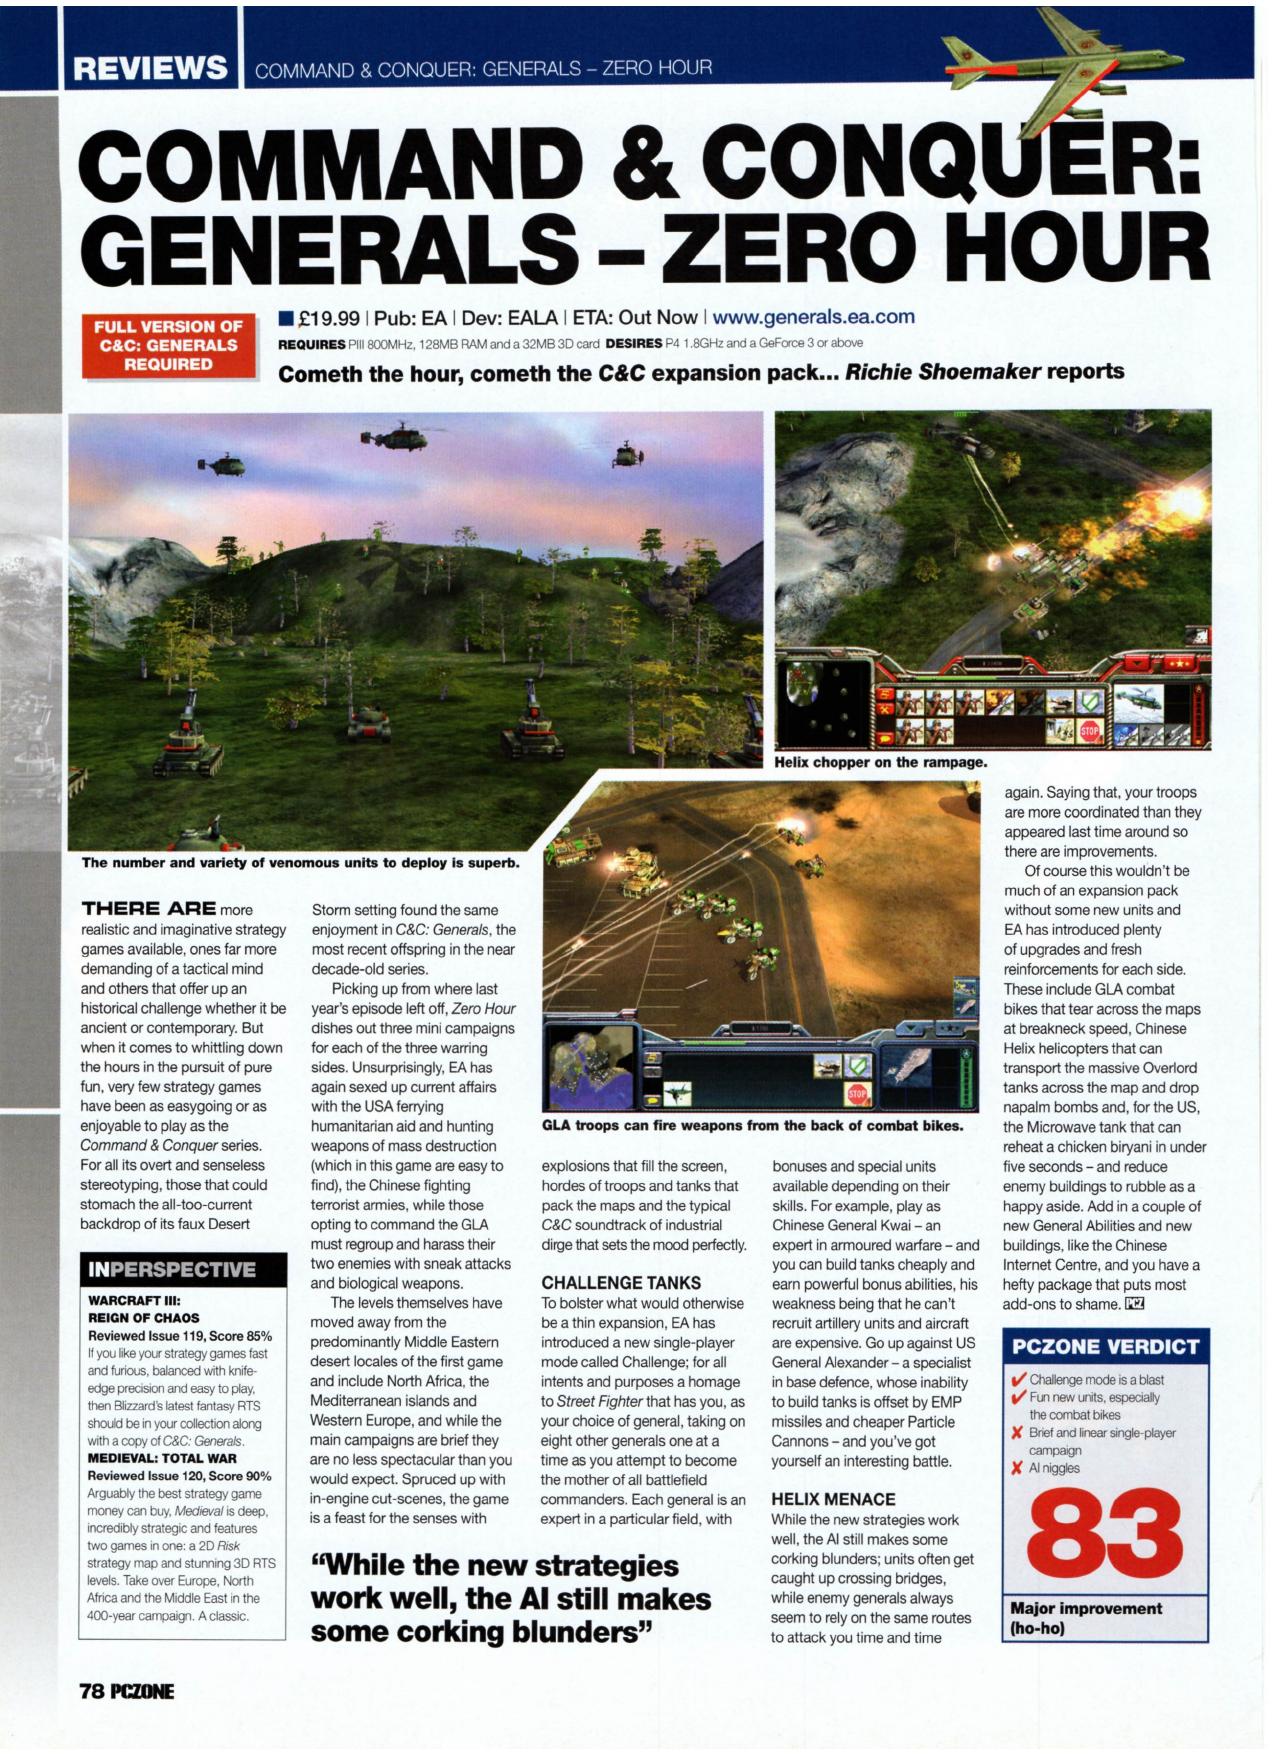 REVIEWS
COMMAND & CONQUER: GENERALS – ZERO HOUR
COMMAND & CONQUER:
GENERALS – ZERO HOUR
FULL VERSION OF
C&C: GENERALS
REQUIRED
£19.99 | Pub: EA | Dev: EALA | ETA: Out Now | www.generals.ea.com
REQUIRES PIII 800MHz, 128MB RAM and a 32MB 3D card DESIRES P4 1.8GHz and a GeForce 3 or above
Cometh the hour, cometh the C&C expansion pack... Richie Shoemaker reports
STOP
Helix chopper on the rampage.
The number and variety of venomous units to deploy is superb.
STOP
GLA troops can fire weapons from the back of combat bikes.
THERE ARE more
realistic and imaginative strategy
games available, ones far more
demanding of a tactical mind
and others that offer up an
historical challenge whether it be
ancient or contemporary. But
when it comes to whittling down
the hours in the pursuit of pure
fun, very few strategy games
have been as easygoing or as
enjoyable to play as the
Command & Conquer series.
For all its overt and senseless
stereotyping, those that could
stomach the all-too-current
backdrop of its faux Desert
Storm setting found the same
enjoyment in C&C: Generals, the
most recent offspring in the near
decade-old series.
Picking up from where last
year's episode left off, Zero Hour
dishes out three mini campaigns
for each of the three warring
sides. Unsurprisingly, EA has
again sexed up current affairs
with the USA ferrying
humanitarian aid and hunting
weapons of mass destruction
(which in this game are easy to
find), the Chinese fighting
terrorist armies, while those
opting to command the GLA
must regroup and harass their
two enemies with sneak attacks
and biological weapons.
The levels themselves have
moved away from the
predominantly Middle Eastern
desert locales of the first game
and include North Africa, the
Mediterranean islands and
Western Europe, and while the
main campaigns are brief they
are no less spectacular than you
would expect. Spruced up with
in-engine cut-scenes, the game
is a feast for the senses with
explosions that fill the screen,
hordes of troops and tanks that
pack the maps and the typical
C&C soundtrack of industrial
dirge that sets the mood perfectly.
CHALLENGE TANKS
To bolster what would otherwise
be a thin expansion, EA has
introduced a new single-player
mode called Challenge; for all
intents and purposes a homage
to Street Fighter that has you, as
your choice of general, taking on
eight other generals one at a
time as you attempt to become
the mother of all battlefield
commanders. Each general is an
expert in a particular field, with
bonuses and special units
available depending on their
skills. For example, play as
Chinese General Kwai – an
expert in armoured warfare – and
you can build tanks cheaply and
earn powerful bonus abilities, his
weakness being that he can't
recruit artillery units and aircraft
are expensive. Go up against US
General Alexander – a specialist
in base defence, whose inability
to build tanks is offset by EMP
missiles and cheaper Particle
Cannons – and you've got
yourself an interesting battle.
HELIX MENACE
While the new strategies work
well, the AI still makes some
corking blunders; units often get
caught up crossing bridges,
while enemy generals always
seem to rely on the same routes
to attack you time and time
again. Saying that, your troops
are more coordinated than they
appeared last time around so
there are improvements.
Of course this wouldn't be
much of an expansion pack
without some new units and
EA has introduced plenty
of upgrades and fresh
reinforcements for each side.
These include GLA combat
bikes that tear across the maps
at breakneck speed, Chinese
Helix helicopters that can
transport the massive Overlord
tanks across the map and drop
napalm bombs and, for the US,
the Microwave tank that can
reheat a chicken biryani in under
five seconds – and reduce
enemy buildings to rubble as a
happy aside. Add in a couple of
new General Abilities and new
buildings, like the Chinese
Internet Centre, and you have a
hefty package that puts most
add-ons to shame. PCZ
"While the new strategies
work well, the AI still makes
some corking blunders"
INPERSPECTIVE
WARCRAFT III:
REIGN OF CHAOS
Reviewed Issue 119, Score 85%
If you like your strategy games fast
and furious, balanced with knife-
edge precision and easy to play,
then Blizzard's latest fantasy RTS
should be in your collection along
with a copy of C&C: Generals.
MEDIEVAL: TOTAL WAR
Reviewed Issue 120, Score 90%
Arguably the best strategy game
money can buy, Medieval is deep,
incredibly strategic and features
two games in one: a 2D Risk
strategy map and stunning 3D RTS
levels. Take over Europe, North
Africa and the Middle East in the
400-year campaign. A classic.
PCZONE VERDICT
Challenge mode is a blast
Fun new units, especially
the combat bikes
Brief and linear single-player
campaign
AI niggles
83
Major improvement
(ho-ho)
78 PCZONE